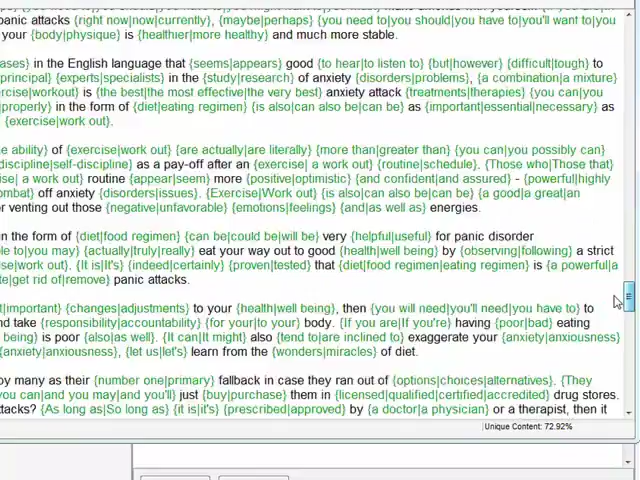 panic attacks {right now|now|currently}, {maybe|perhaps} {you need to|you should|you have to|you'll want to|you
your {body|physique} is {healthier|more healthy} and much more stable.
ases} in the English language that {seems|appears} good {to hear|to listen to} {but|however} {difficult|tough} to
principal} {experts|specialists} in the {study|research} of anxiety {disorders|problems}, {a combination|a mixture}
ercise|workout} is {the best|the most effective|the very best} anxiety attack {treatments|therapies} {you can|you
properly} in the form of {diet|eating regimen} {is also|can also be|can be} as {important|essential|necessary} as
{exercise|work out}.
e ability} of {exercise|work out} {are actually|are literally} {more than|greater than} {you can|you possibly can}
discipline|self-discipline} as a pay-off after an {exercise| a work out} {routine|schedule}. {Those who|Those that}
ise| a work out} routine {appear|seem} more {positive|optimistic} {and confident|and assured} - {powerful|highly
ombat} off anxiety {disorders|issues}. {Exercise|Work out} {is also|can also be|can be} {a good|a great|an
or venting out those {negative|unfavorable} {emotions|feelings} {and|as well as} energies.
in the form of {diet|food regimen} {can be|could be|will be} very {helpful|useful} for panic disorder
le to|you may} {actually|truly|really} eat your way out to good {health|well being} by {observing|following} a strict
se|work out}. {It is|It's} {indeed|certainly} {proven|tested} that {diet|food regimen|eating regimen} is {a powerful|a
te|get rid of|remove} panic attacks.
t|important} {changes|adjustments} to your {health|well being}, then {you will need|you'll need|you have to} to
nd take {responsibility|accountability} {for your|to your} body. {If you are|If you're} having {poor|bad} eating
being} is poor {also|as well}. {It can|It might} also {tend to|are inclined to} exaggerate your {anxiety|anxiousness}
{anxiety|anxiousness}, {let us|let's} learn from the {wonders|miracles} of diet.
by many as their {number one|primary} fallback in case they ran out of {options|choices|alternatives}. {They
you can|and you may|and you'll} just {buy|purchase} them in {licensed|qualified|certified|accredited} drug stores.
ttacks? {As long as|So long as} {it is|it's} {prescribed|approved} by {a doctor|a physician} or a therapist, then it
Unique Content: 72.92%